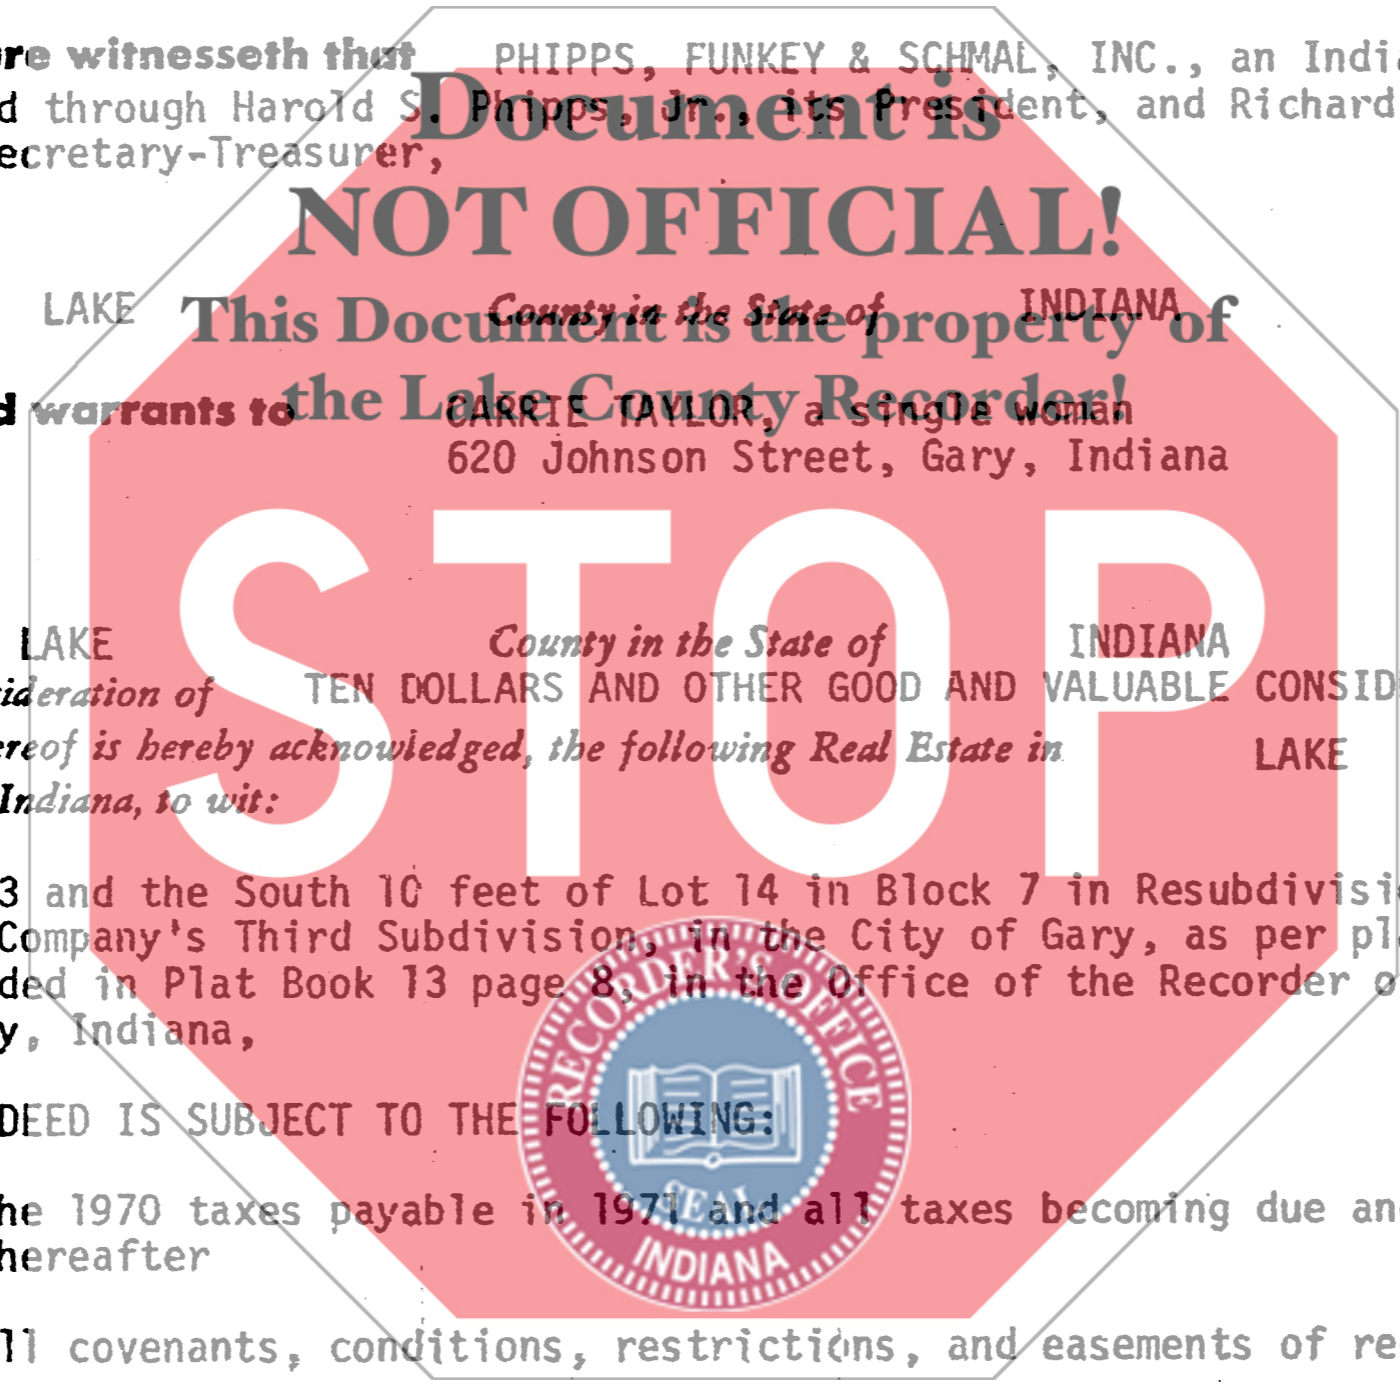 re witnesseth that PHIPPS, FUNKEY & SCHMAL, INC., an Indi
Document is
d through Harold S. Phipps, Jr., its President, and Richard
ecretary-Treasurer,
NOT OFFICIAL!
LAKE County in the State of INDIANA
This Document is the property of
the Lake County Recorder!
d warrants to CARRIE TAYLOR, a single woman
620 Johnson Street, Gary, Indiana
STOP
LAKE County in the State of INDIANA
ideration of TEN DOLLARS AND OTHER GOOD AND VALUABLE CONSID
ereof is hereby acknowledged, the following Real Estate in LAKE
Indiana, to wit:
3 and the South 10 feet of Lot 14 in Block 7 in Resubdivisi
Company's Third Subdivision, in the City of Gary, as per pl
ded in Plat Book 13 page 8, in the Office of the Recorder o
y, Indiana,
RECORDER'S OFFICE
DEED IS SUBJECT TO THE FOLLOWING:
SEAL
INDIANA
he 1970 taxes payable in 1971 and all taxes becoming due an
hereafter
ll covenants, conditions, restrictions, and easements of re